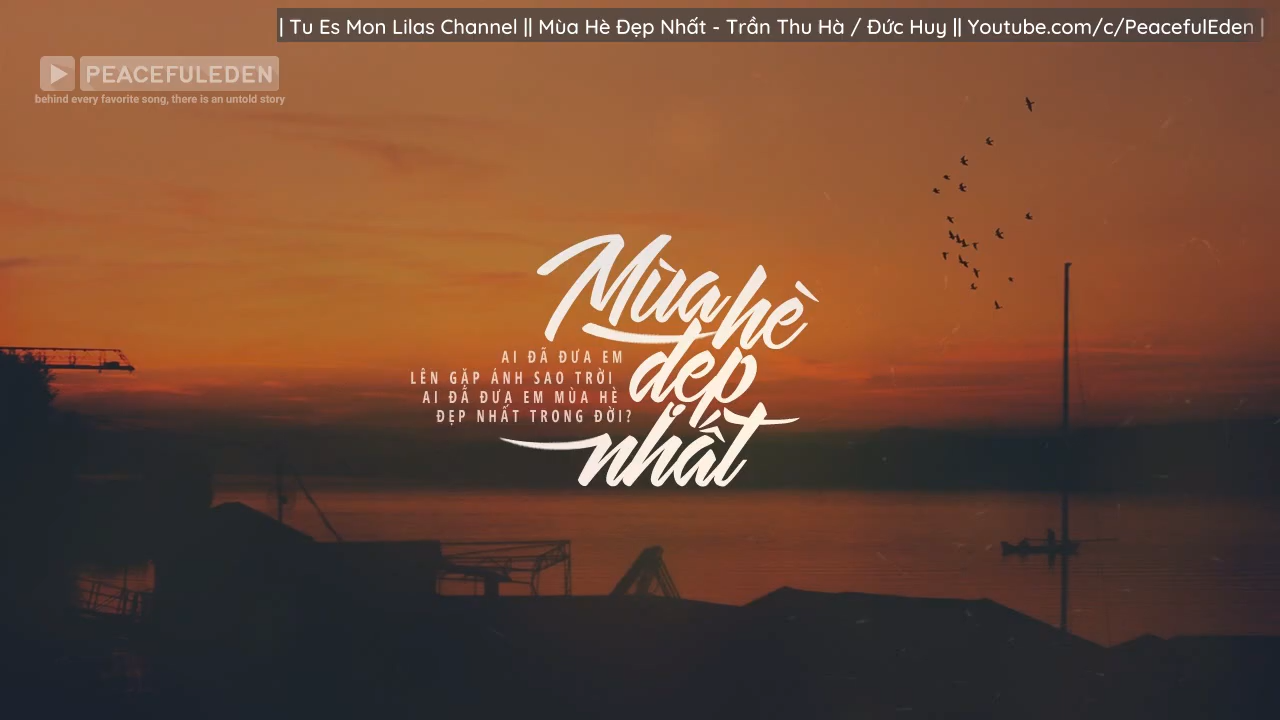 | Tu Es Mon Lilas Channel || Mùa Hè Đẹp Nhất - Trần Thu Hà / Đức Huy || Youtube.com/c/PeacefulEden |
PEACEFULEDEN
behind every favorite song, there is an untold story
Mùa hè
đẹp
nhất
AI ĐÃ ĐƯA EM
LÊN GẶP ÁNH SAO TRỜI
AI ĐÃ ĐƯA EM MÙA HÈ
ĐẸP NHẤT TRONG ĐỜI?